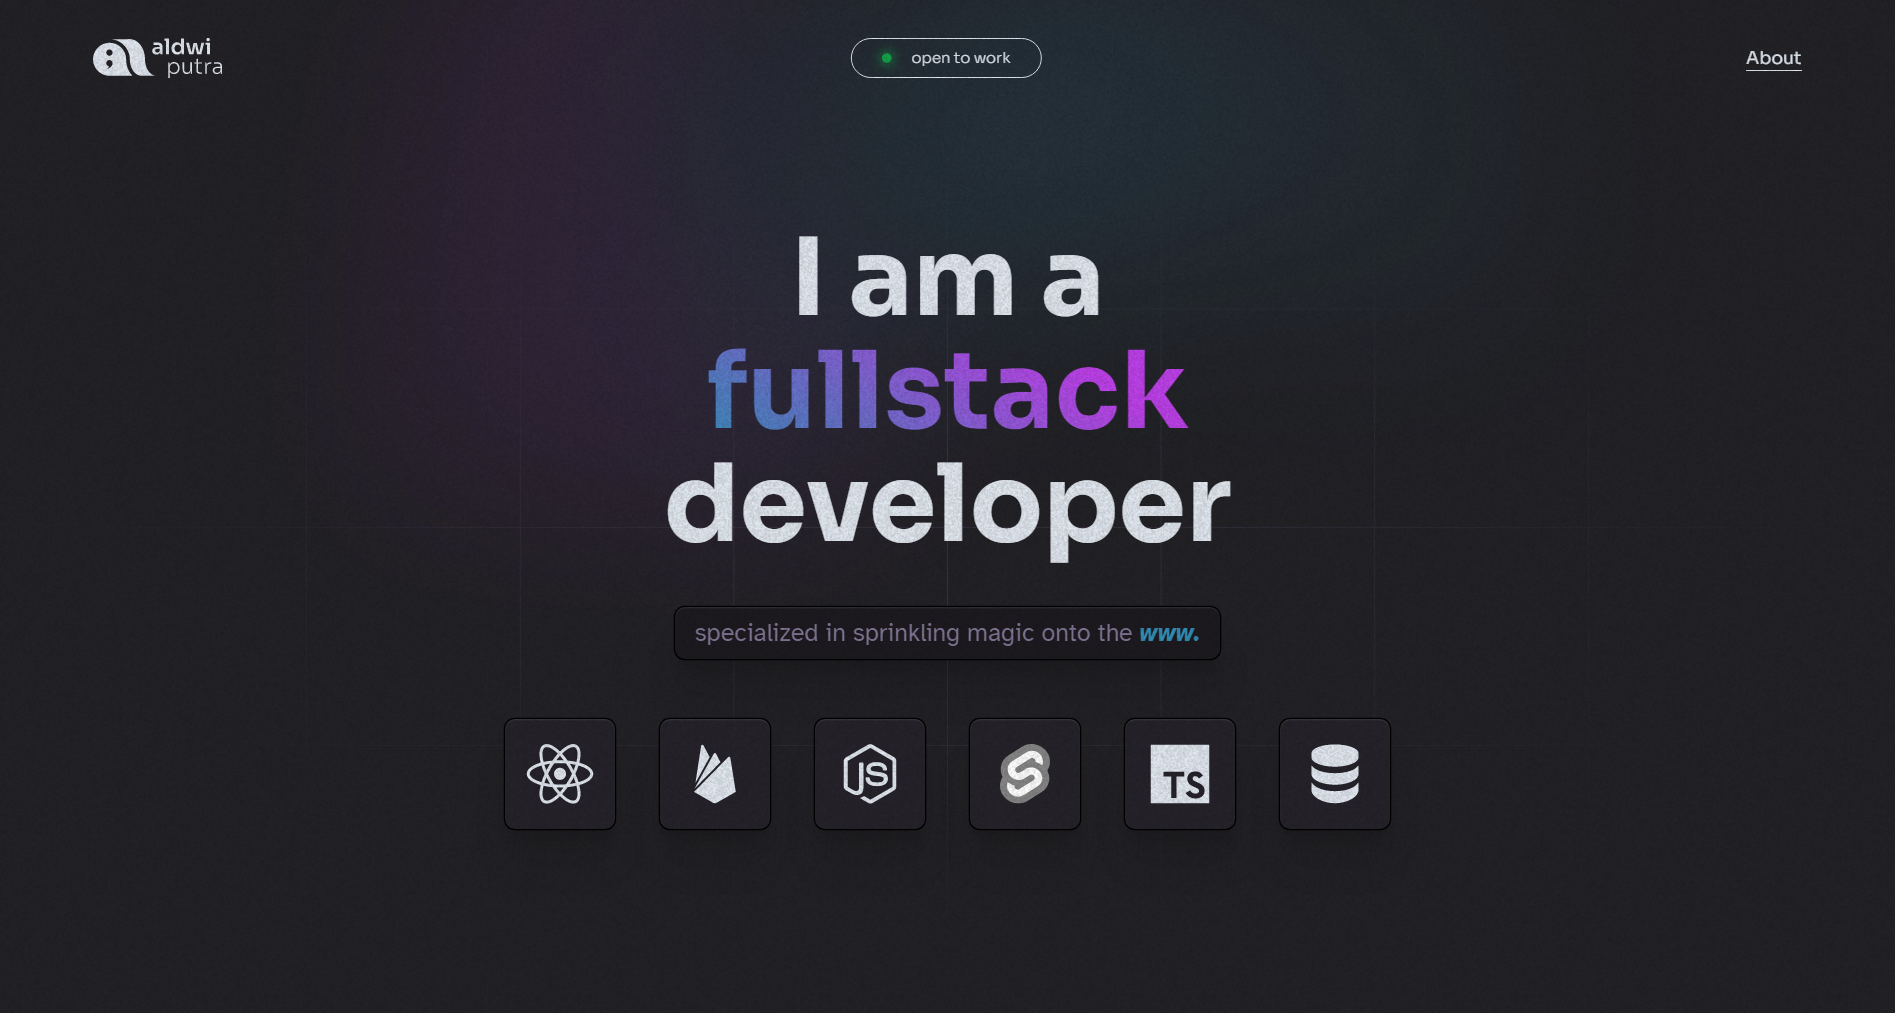 aldwi
putra
open to work
About
I am a
fullstack
developer
specialized in sprinkling magic onto the www.
JS
TS